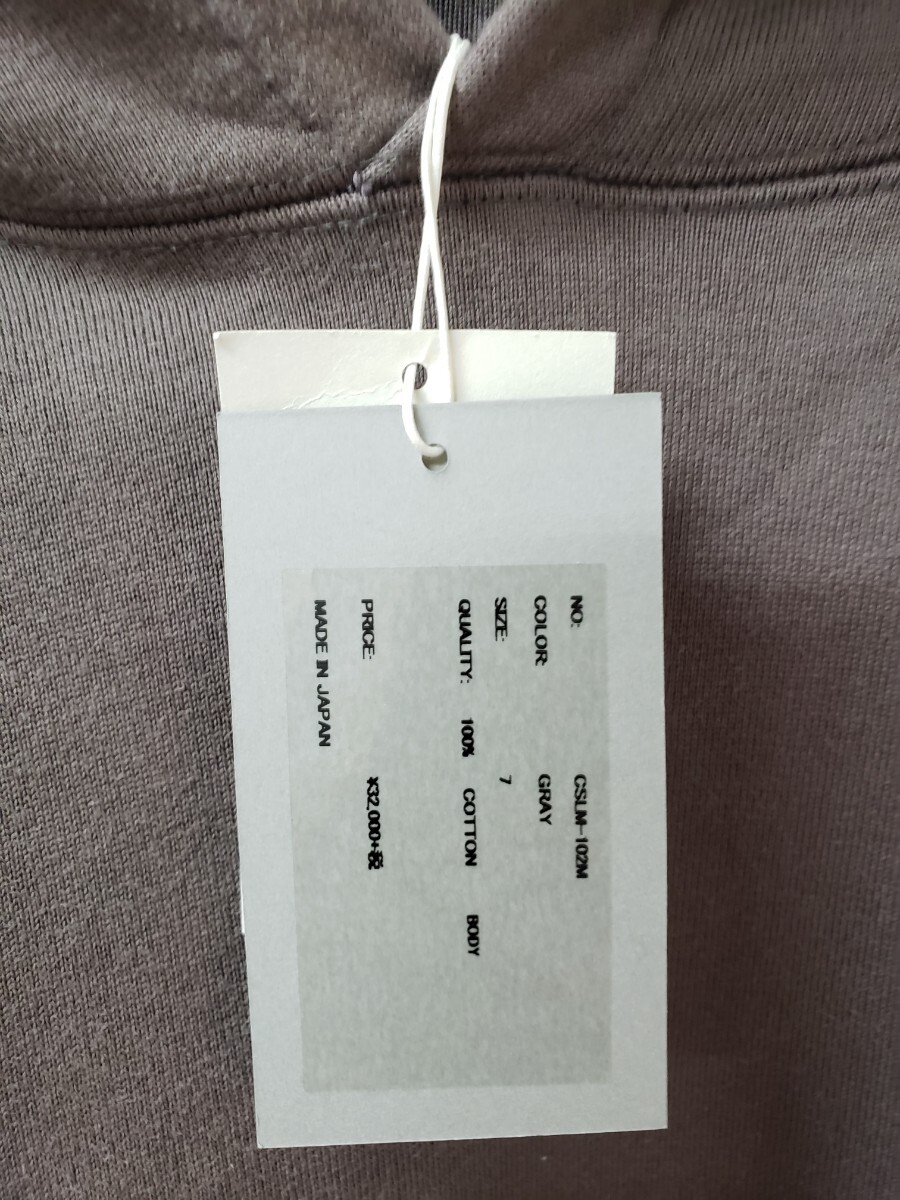 NO: CSLM-102M
COLOR: GRAY
SIZE: 7
QUALITY: 100% COTTON BODY
PRICE: ¥32,000+税
MADE IN JAPAN